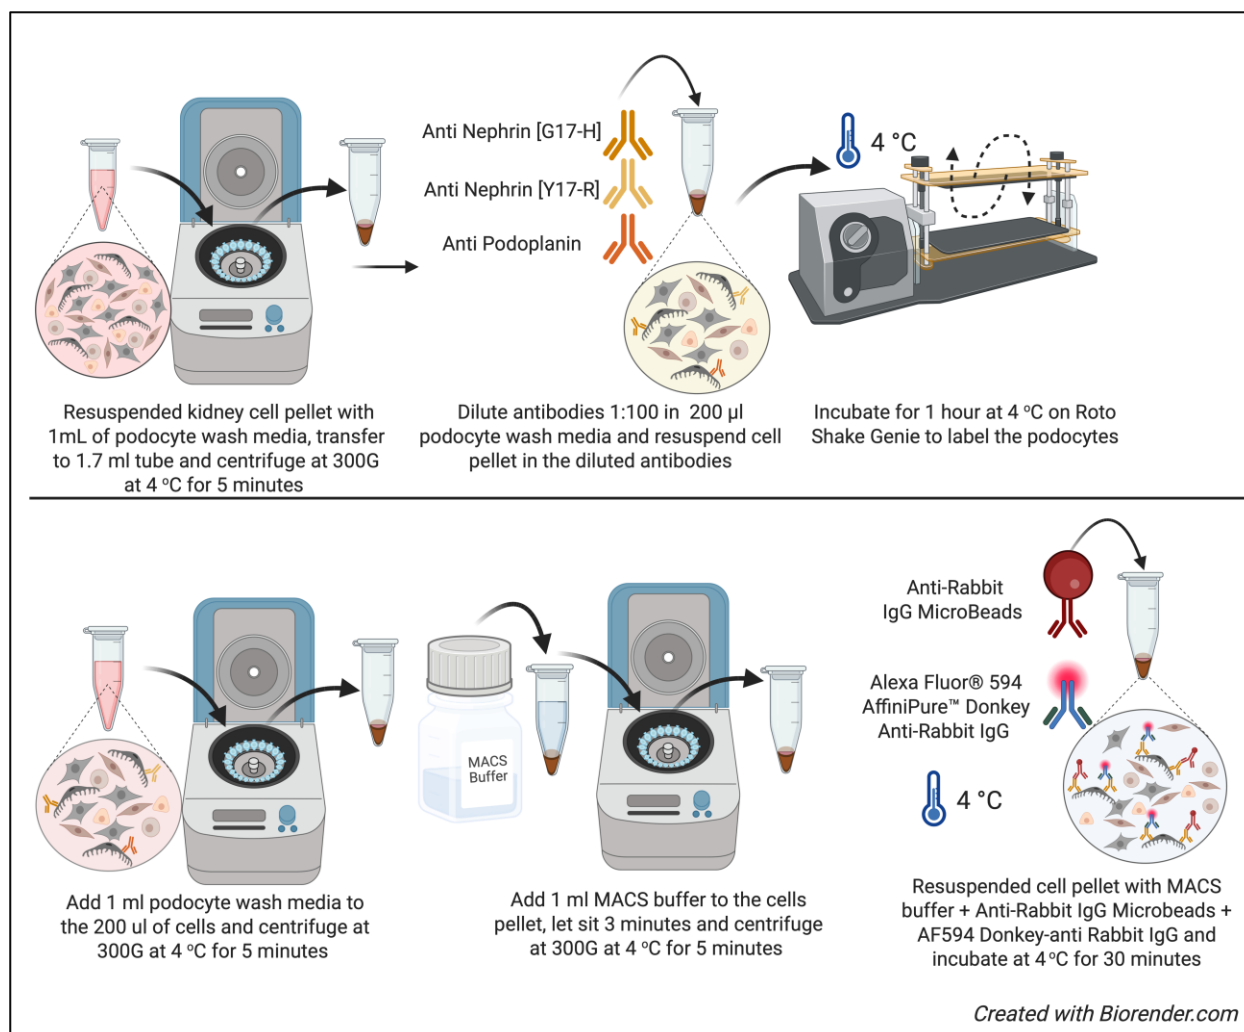 Anti Nephrin [G17-H]
Anti Nephrin [Y17-R]
Anti Podoplanin
4 °C
Resuspended kidney cell pellet with
1mL of podocyte wash media, transfer
to 1.7 ml tube and centrifuge at 300G
at 4 °C for 5 minutes
Dilute antibodies 1:100 in 200 µl
podocyte wash media and resuspend cell
pellet in the diluted antibodies
Incubate for 1 hour at 4 °C on Roto
Shake Genie to label the podocytes
MACS
Buffer
Anti-Rabbit
IgG MicroBeads
Alexa Fluor® 594
AffiniPure™ Donkey
Anti-Rabbit IgG
4 °C
Add 1 ml podocyte wash media to
the 200 ul of cells and centrifuge at
300G at 4 °C for 5 minutes
Add 1 ml MACS buffer to the cells
pellet, let sit 3 minutes and centrifuge
at 300G at 4 °C for 5 minutes
Resuspended cell pellet with MACS
buffer + Anti-Rabbit IgG Microbeads +
AF594 Donkey-anti Rabbit IgG and
incubate at 4 °C for 30 minutes
Created with Biorender.com